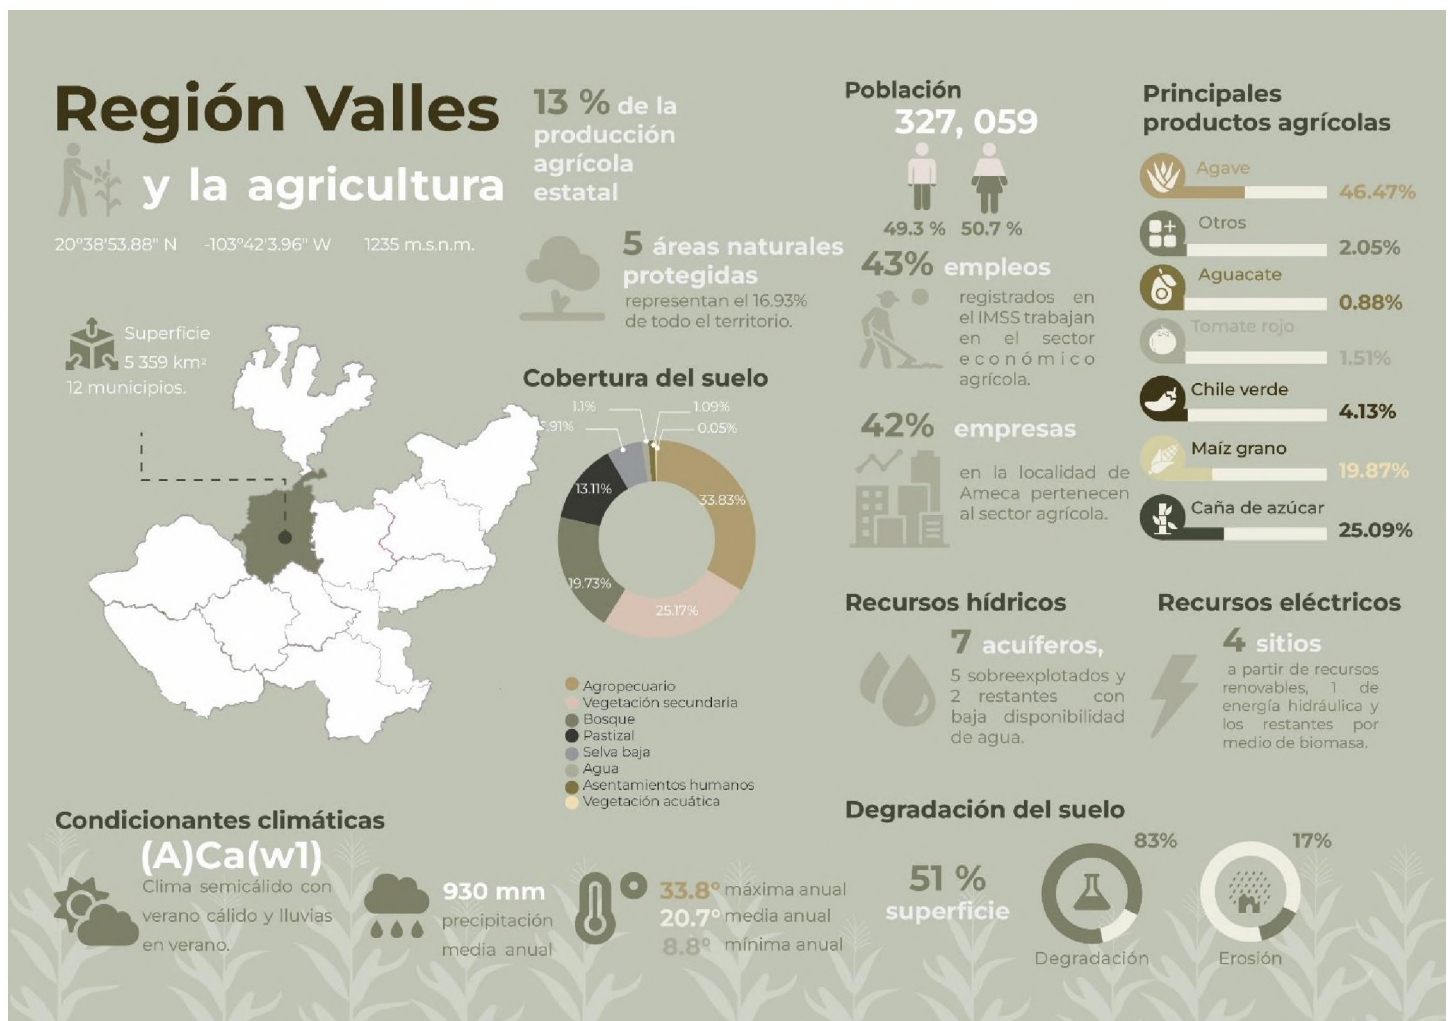 Región Valles
y la agricultura
20º38'53.88" N -103º42'3.96" W 1235 m.s.n.m.
13 % de la
producción
agrícola
estatal
5 áreas naturales
protegidas
representan el 16.93%
de todo el territorio.
Superficie
5 359 km²
12 municipios.
Cobertura del suelo
1.1%
1.09%
.91%
0.05%
13.11%
33.83%
19.73%
25.17%
Agropecuario
Vegetación secundaria
Bosque
Pastizal
Selva baja
Agua
Asentamientos humanos
Vegetación acuática
Población
327, 059
49.3 % 50.7 %
43% empleos
registrados en
el IMSS trabajan
en el sector
económico
agrícola.
42% empresas
en la localidad de
Ameca pertenecen
al sector agrícola.
Principales
productos agrícolas
Agave
46.47%
Otros
2.05%
Aguacate
0.88%
Tomate rojo
1.51%
Chile verde
4.13%
Maíz grano
19.87%
Caña de azúcar
25.09%
Recursos hídricos
7 acuíferos,
5 sobreexplotados y
2 restantes con
baja disponibilidad
de agua.
Recursos eléctricos
4 sitios
a partir de recursos
renovables, 1 de
energía hidráulica y
los restantes por
medio de biomasa.
Condicionantes climáticas
(A)Ca(w1)
Clima semicálido con
verano cálido y lluvias
en verano.
930 mm
precipitación
media anual
33.8º máxima anual
20.7º media anual
8.8º mínima anual
Degradación del suelo
51 %
superficie
83%
Degradación
17%
Erosión